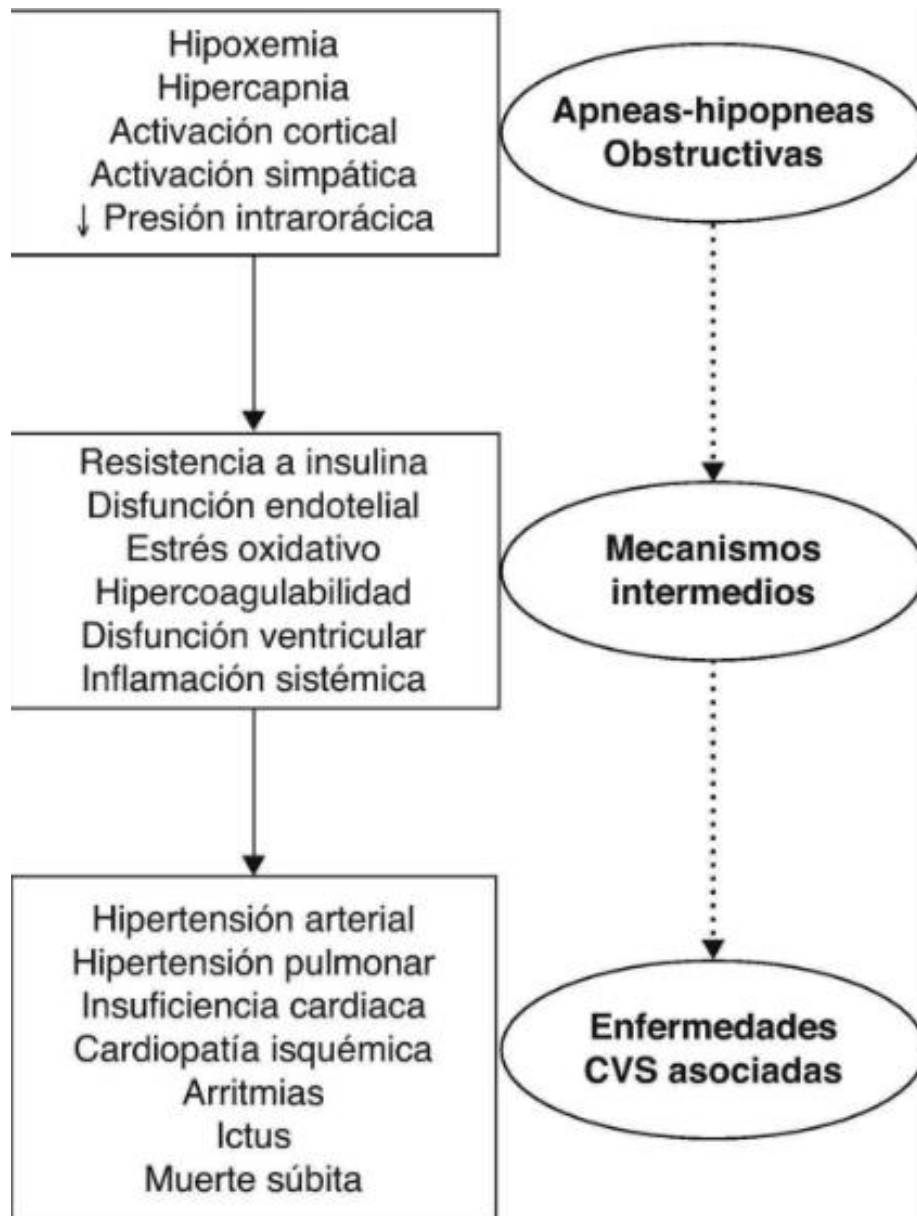 Hipoxemia
Hipercapnia
Activación cortical
Activación simpática
↓ Presión intrarorácica
Apneas-hipopneas
Obstructivas
Resistencia a insulina
Disfunción endotelial
Estrés oxidativo
Hipercoagulabilidad
Disfunción ventricular
Inflamación sistémica
Mecanismos
intermedios
Hipertensión arterial
Hipertensión pulmonar
Insuficiencia cardiaca
Cardiopatía isquémica
Arritmias
Ictus
Muerte súbita
Enfermedades
CVS asociadas